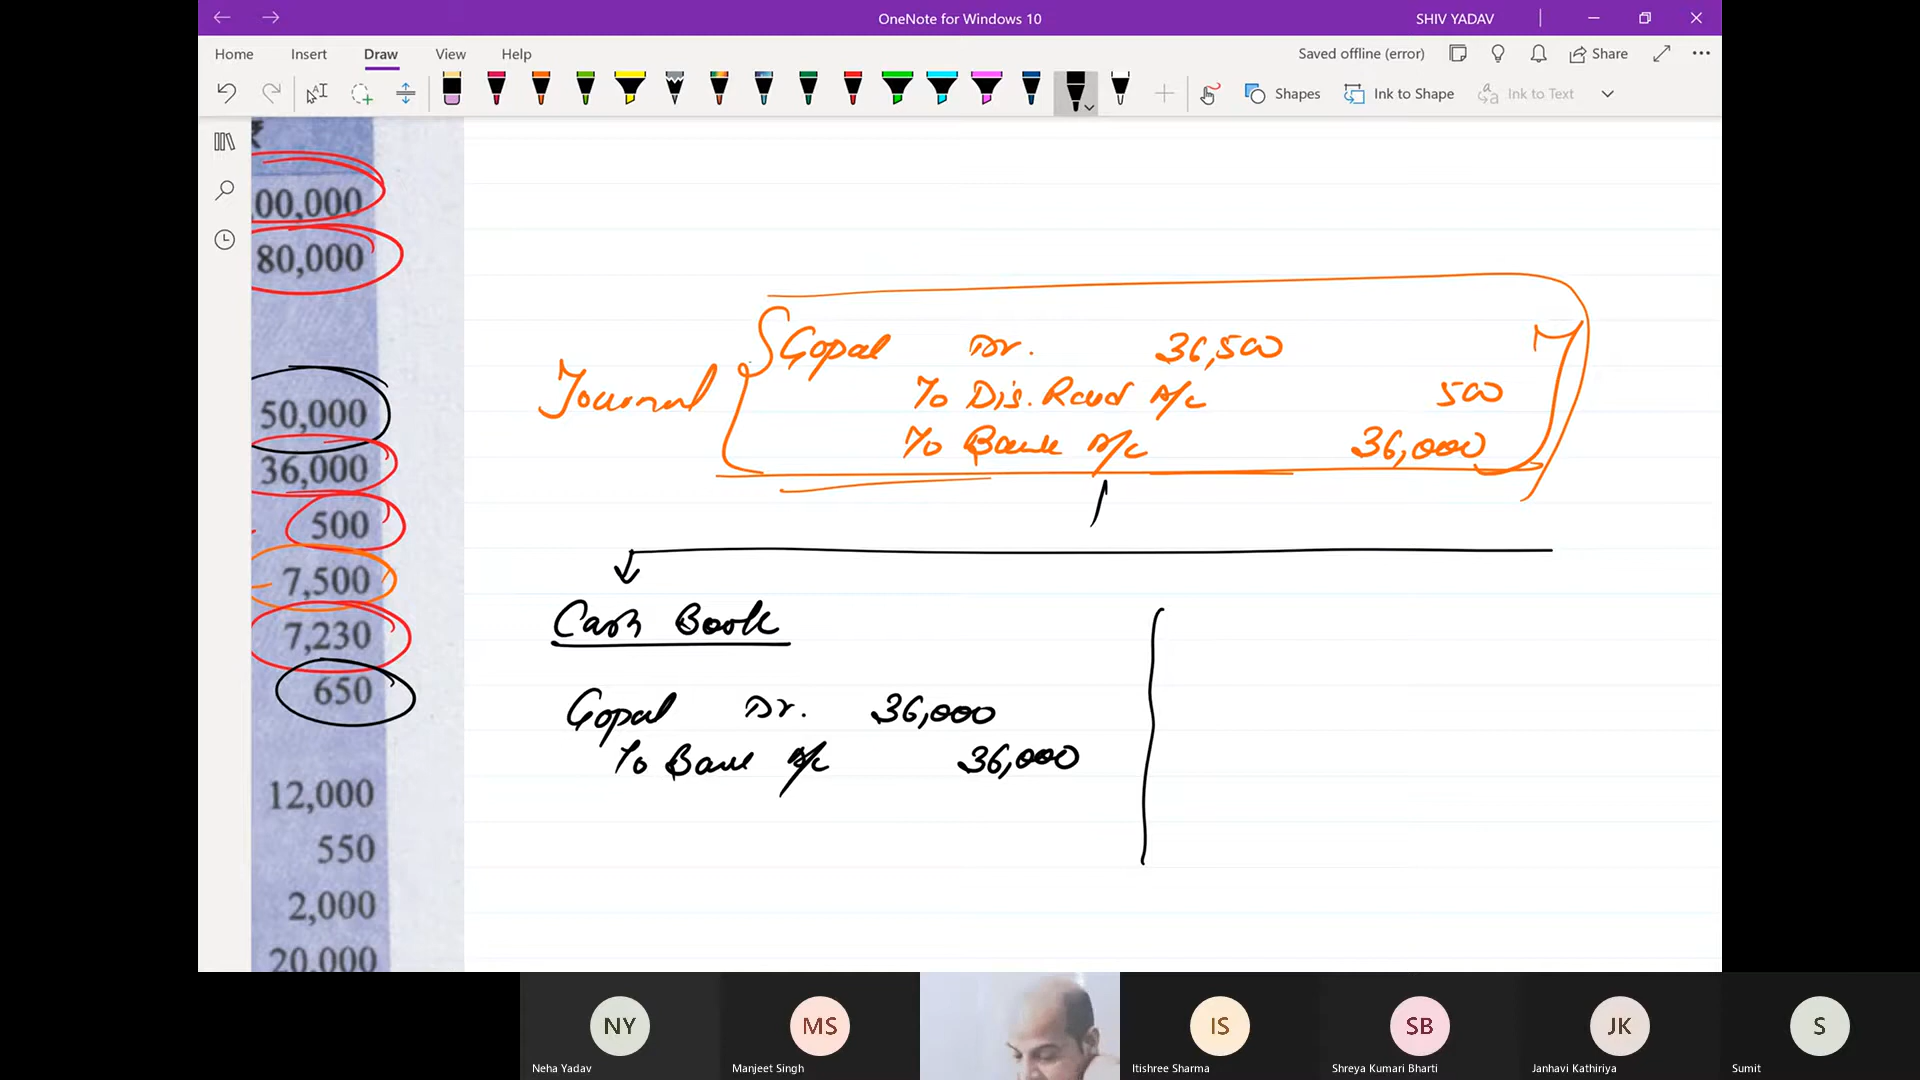 OneNote for Windows 10
SHIV YADAV
Home Insert Draw View Help
Saved offline (error)
Share
Shapes
Ink to Shape
Ink to Text
00,000
80,000
50,000
36,000
500
7,500
7,230
650
12,000
550
2,000
20,000
Journal
Gopal Dr. 36,500
To Dis. Recd A/c 500
To Bank A/c 36,000
Cash Book
Gopal Dr. 36,000
To Bank A/c 36,000
NY
Neha Yadav
MS
Manjeet Singh
IS
Itishree Sharma
SB
Shreya Kumari Bharti
JK
Janhavi Kathiriya
S
Sumit